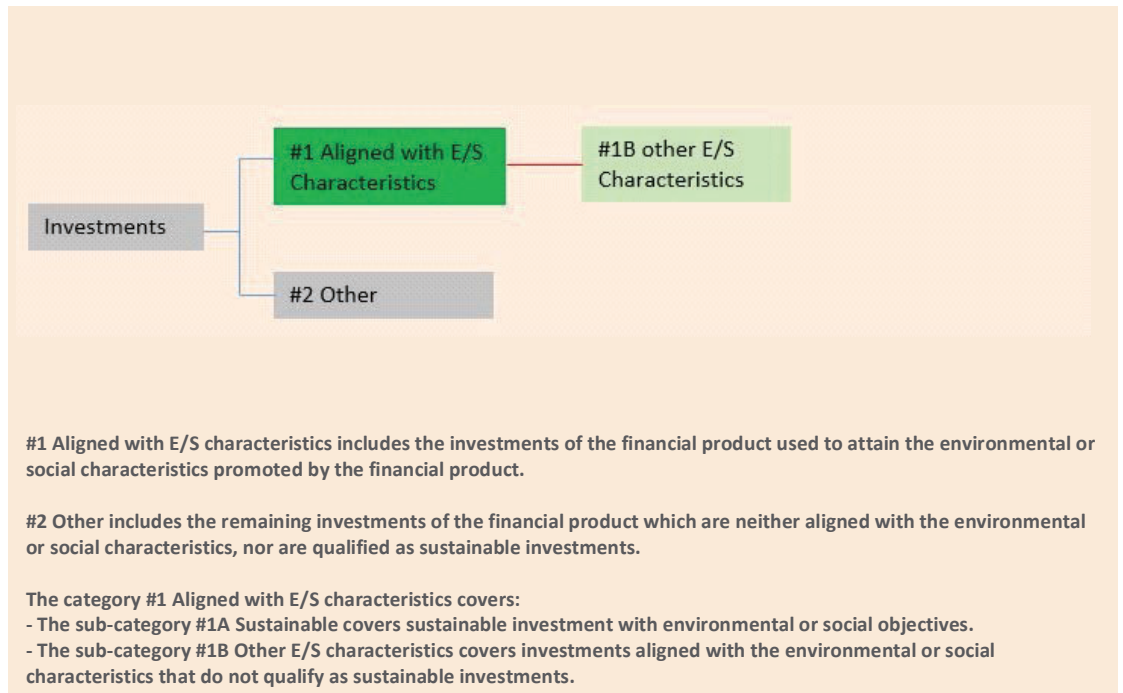 #1 Aligned with E/S
Characteristics
#1B other E/S
Characteristics
Investments
#2 Other
#1 Aligned with E/S characteristics includes the investments of the financial product used to attain the environmental or
social characteristics promoted by the financial product.
#2 Other includes the remaining investments of the financial product which are neither aligned with the environmental
or social characteristics, nor are qualified as sustainable investments.
The category #1 Aligned with E/S characteristics covers:
- The sub-category #1A Sustainable covers sustainable investment with environmental or social objectives.
- The sub-category #1B Other E/S characteristics covers investments aligned with the environmental or social
characteristics that do not qualify as sustainable investments.